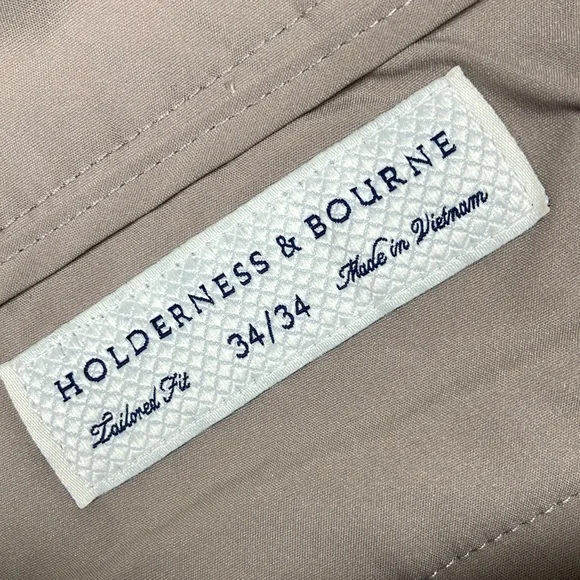 HOLDERNESS & BOURNE
Tailored Fit 34/34 Made in Vietnam